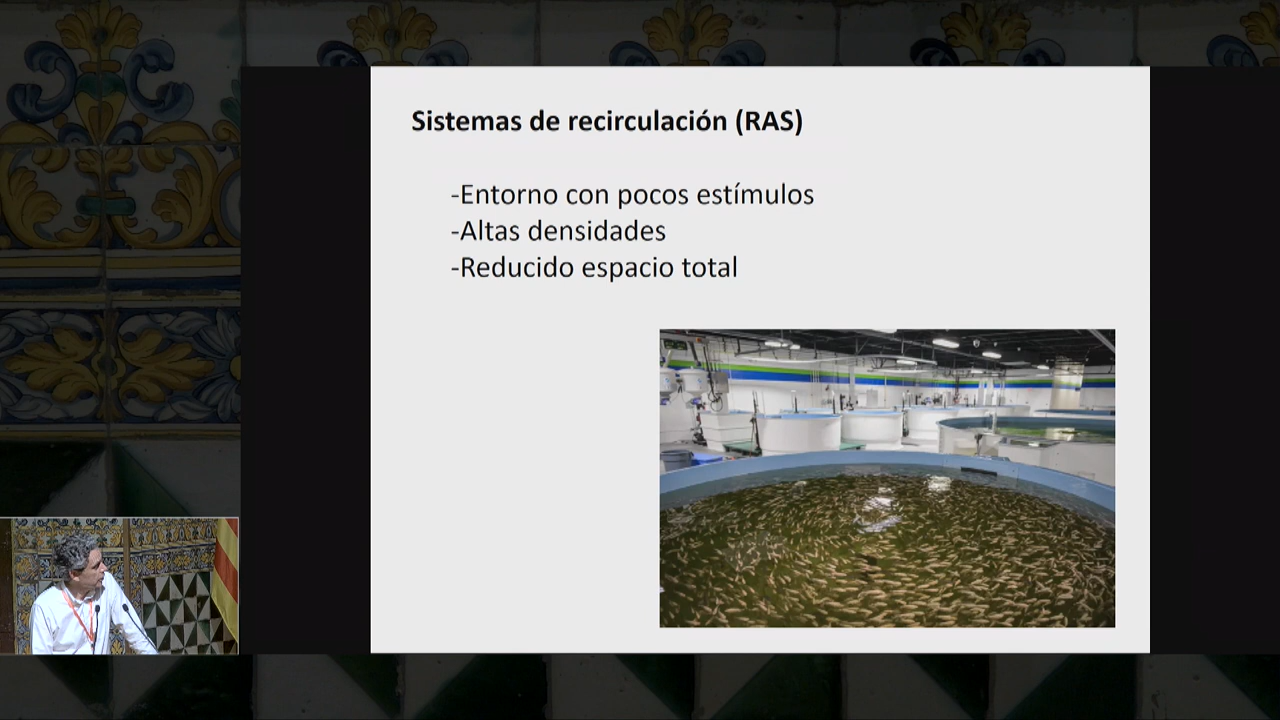 Sistemas de recirculación (RAS)
-Entorno con pocos estímulos
-Altas densidades
-Reducido espacio total